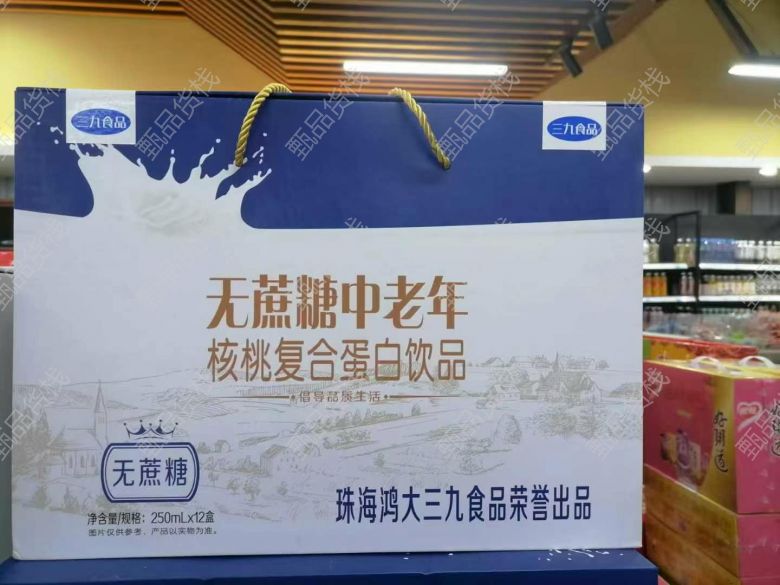 三九食品
三九食品
无蔗糖中老年
核桃复合蛋白饮品
倡导品质生活
无蔗糖
净含量/规格: 250mLx12盒
图片仅供参考, 产品以实物为准。
珠海鸿大三九食品荣誉出品
好闺道
甄品货栈